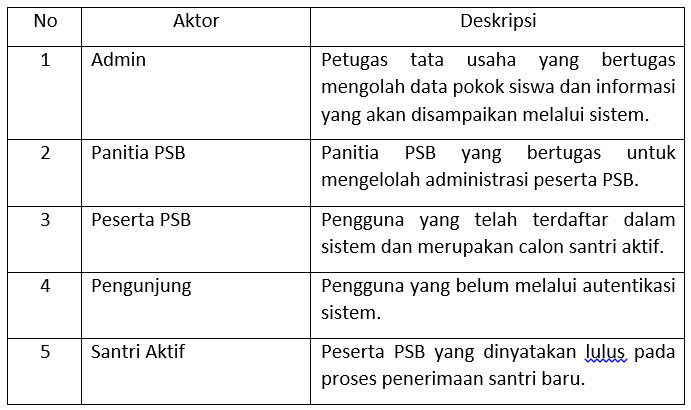 No Aktor Deskripsi
1 Admin Petugas tata usaha yang bertugas
mengolah data pokok siswa dan informasi
yang akan disampaikan melalui sistem.
2 Panitia PSB Panitia PSB yang bertugas untuk
mengelolah administrasi peserta PSB.
3 Peserta PSB Pengguna yang telah terdaftar dalam
sistem dan merupakan calon santri aktif.
4 Pengunjung Pengguna yang belum melalui autentikasi
sistem.
5 Santri Aktif Peserta PSB yang dinyatakan lulus pada
proses penerimaan santri baru.